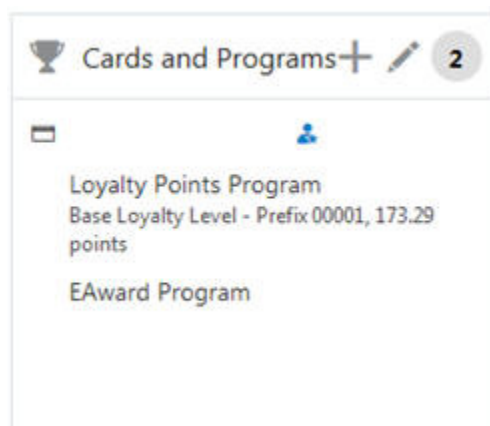 Cards and Programs
2
Loyalty Points Program
Base Loyalty Level - Prefix 00001, 173.29
points
EAward Program